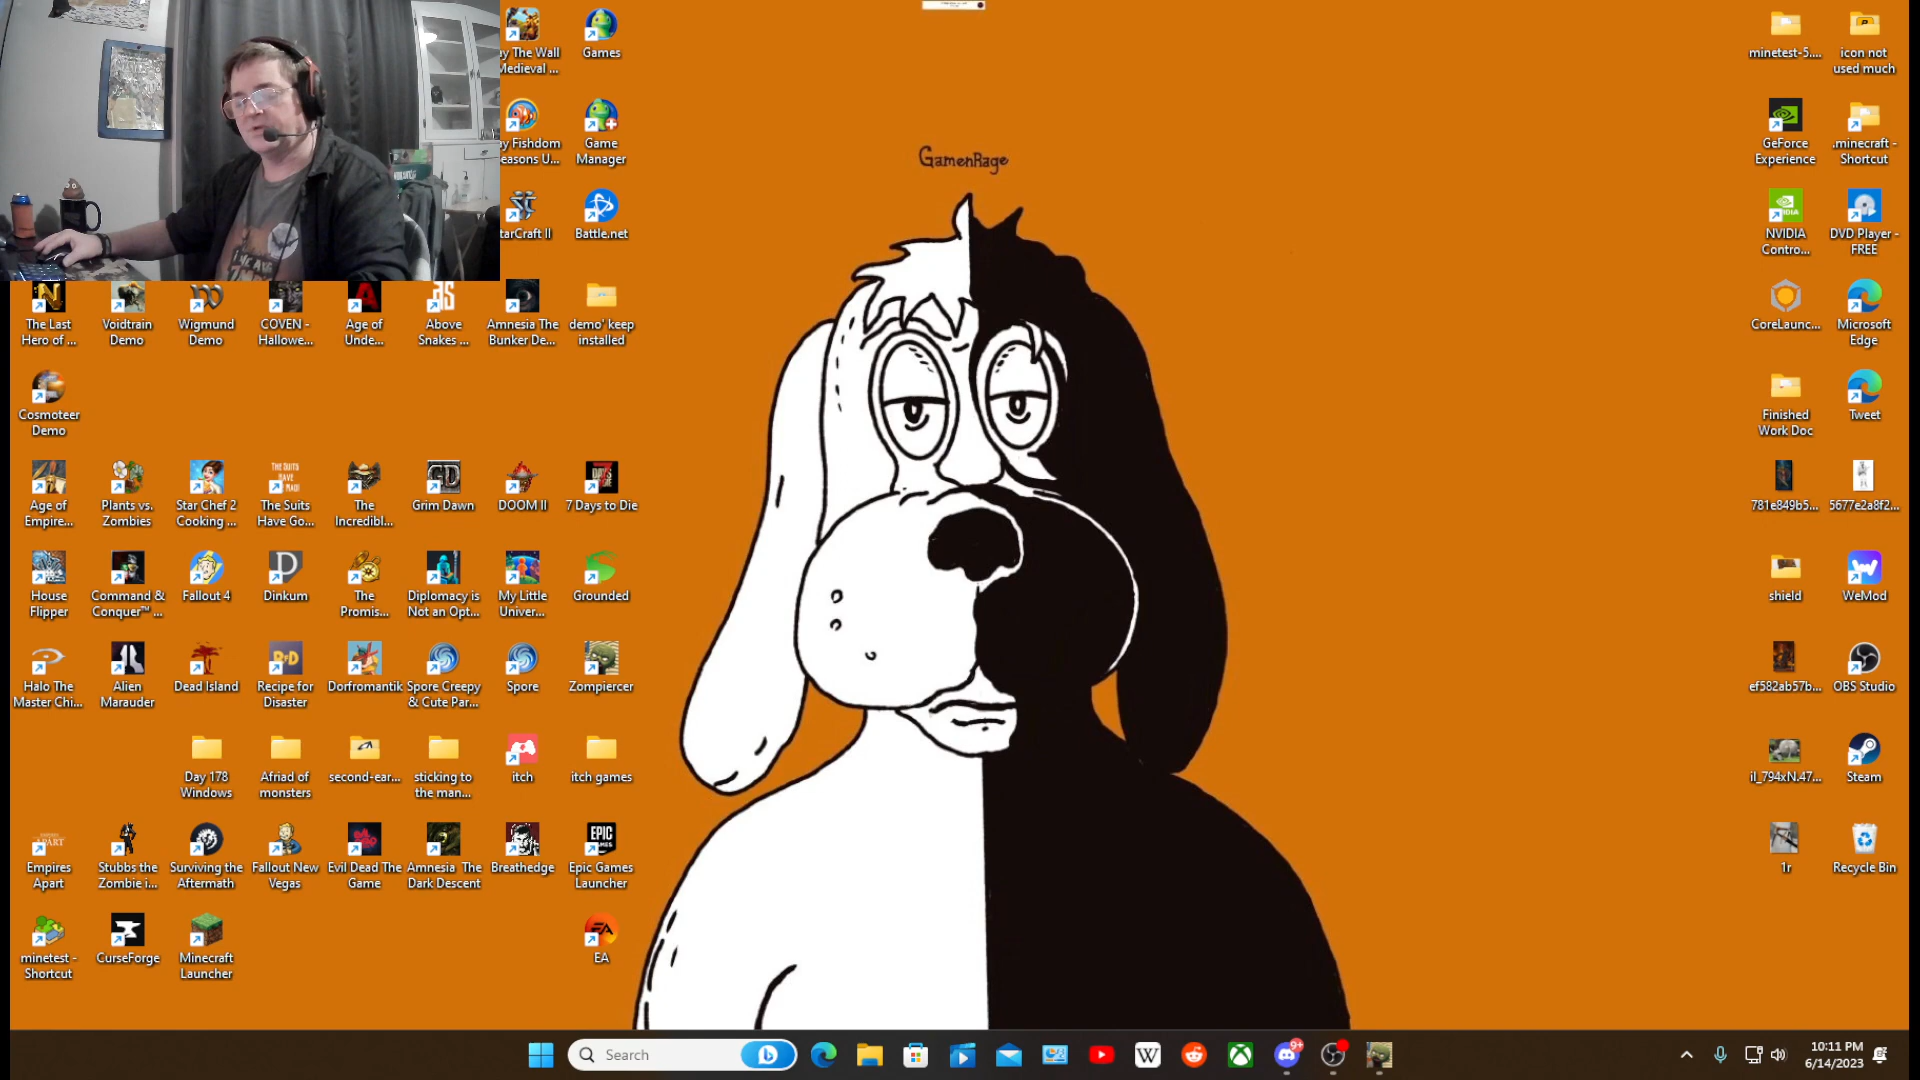 ay The Wall
Medieval ...
Games
minetest-5....
icon not
used much
ay Fishdom
easons U...
Game
Manager
GamenRage
GeForce
Experience
.minecraft -
Shortcut
tarCraft II
Battle.net
NVIDIA
Contro...
DVD Player -
FREE
The Last
Hero of ...
Voidtrain
Demo
Wigmund
Demo
COVEN -
Hallowe...
Age of
Unde...
Above
Snakes ...
Amnesia The
Bunker De...
demo' keep
installed
CoreLaunc...
Microsoft
Edge
Cosmoteer
Demo
Finished
Work Doc
Tweet
Age of
Empire...
Plants vs.
Zombies
Star Chef 2
Cooking ...
The Suits
Have Go...
The
Incredibl...
Grim Dawn
DOOM II
7 Days to Die
781e849b5...
5677e2a8f2...
House
Flipper
Command &
Conquer™ ...
Fallout 4
Dinkum
The
Promis...
Diplomacy is
Not an Opt...
My Little
Univer...
Grounded
shield
WeMod
Halo The
Master Chi...
Alien
Marauder
Dead Island
Recipe for
Disaster
Dorfromantik
Spore Creepy
& Cute Par...
Spore
Zompiercer
ef582ab57b...
OBS Studio
Day 178
Windows
Afriad of
monsters
second-ear...
sticking to
the man...
itch
itch games
il_794xN.47...
Steam
Empires
Apart
Stubbs the
Zombie i...
Surviving the
Aftermath
Fallout New
Vegas
Evil Dead The
Game
Amnesia The
Dark Descent
Breathedge
Epic Games
Launcher
1r
Recycle Bin
minetest -
Shortcut
CurseForge
Minecraft
Launcher
EA
Search
10:11 PM
6/14/2023